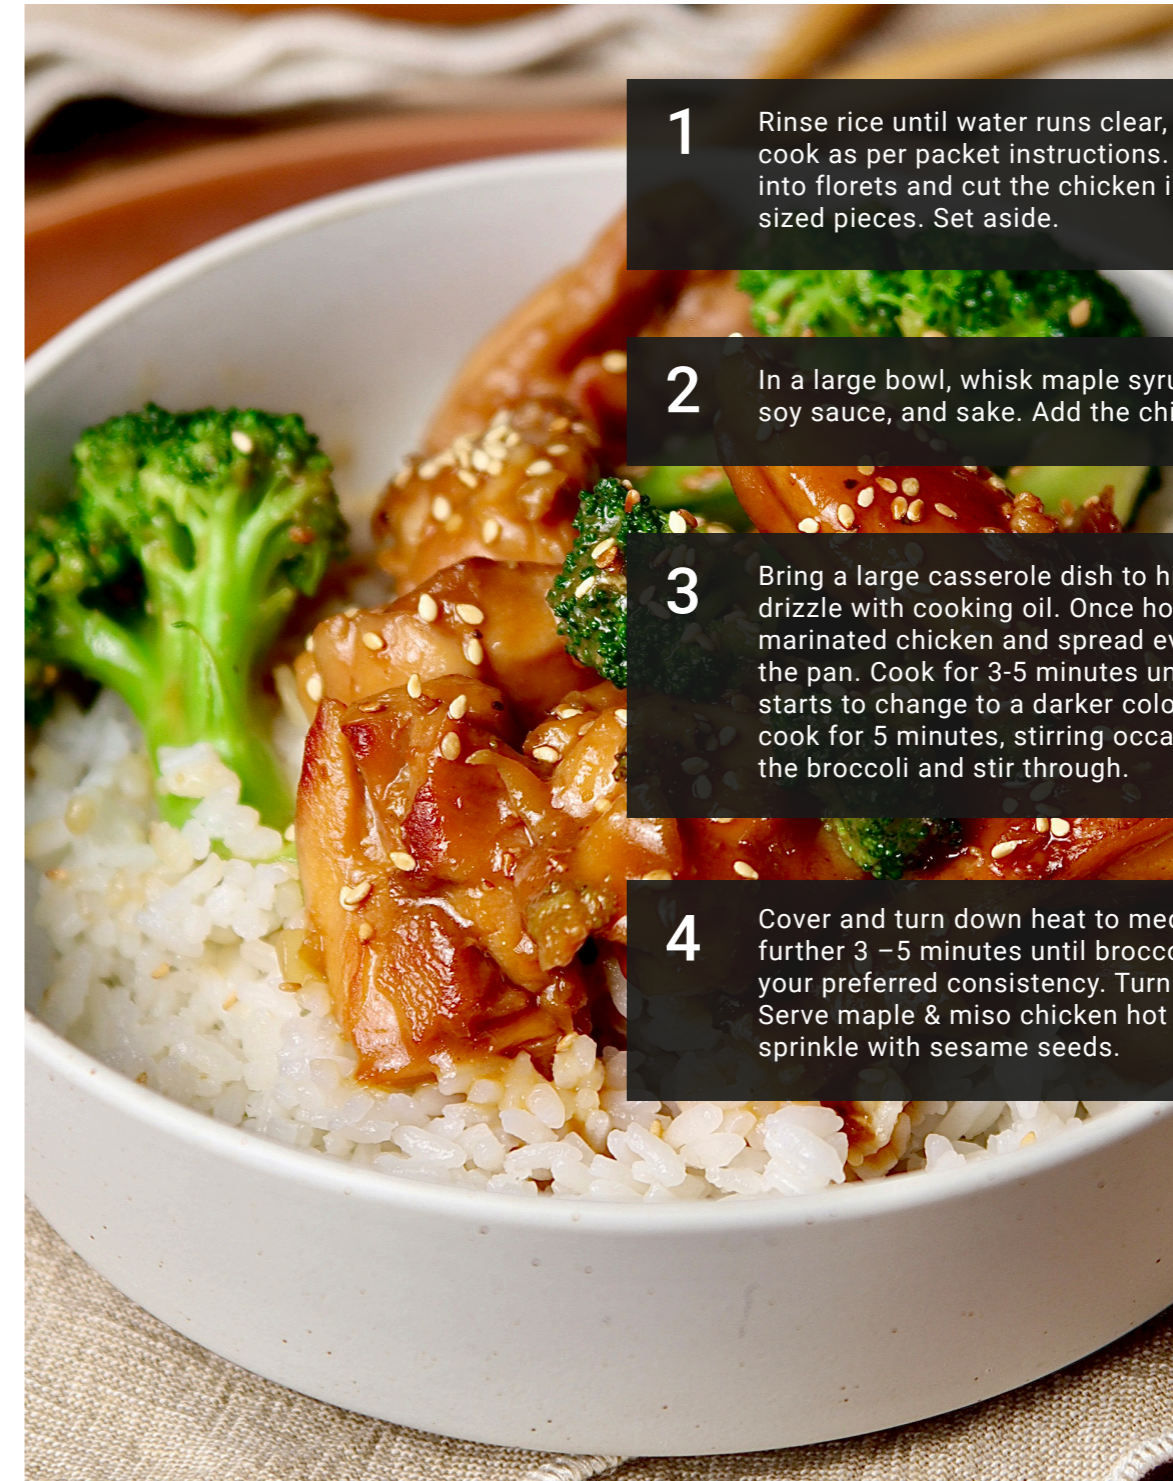 1
Rinse rice until water runs clear,
cook as per packet instructions.
into florets and cut the chicken
sized pieces. Set aside.
2
In a large bowl, whisk maple
soy sauce, and sake. Add the
3
Bring a large casserole dish to
drizzle with cooking oil. Once
marinated chicken and spread
the pan. Cook for 3-5 minutes
starts to change to a darker
cook for 5 minutes, stirring
the broccoli and stir through.
4
Cover and turn down heat to
further 3 –5 minutes until
your preferred consistency. Turn
Serve maple & miso chicken hot
sprinkle with sesame seeds.